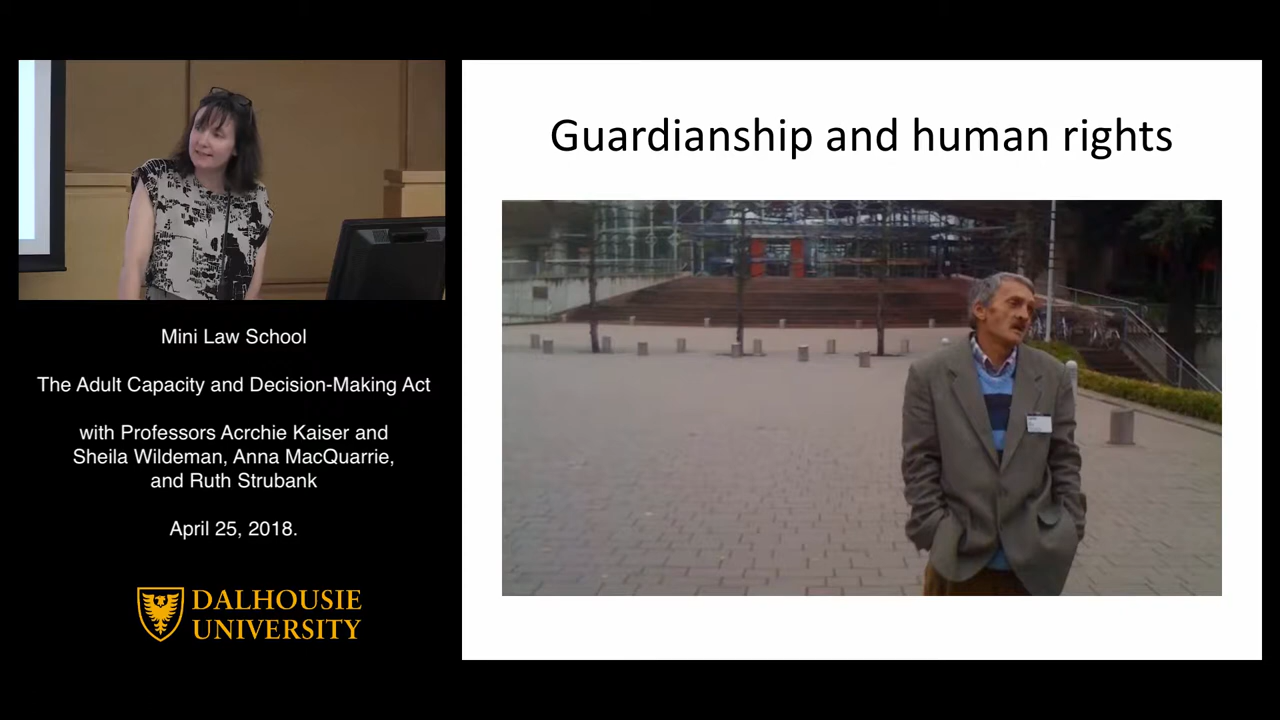 Guardianship and human rights
Mini Law School
The Adult Capacity and Decision-Making Act
with Professors Acrchie Kaiser and
Sheila Wildeman, Anna MacQuarrie,
and Ruth Strubank
April 25, 2018.
DALHOUSIE
UNIVERSITY